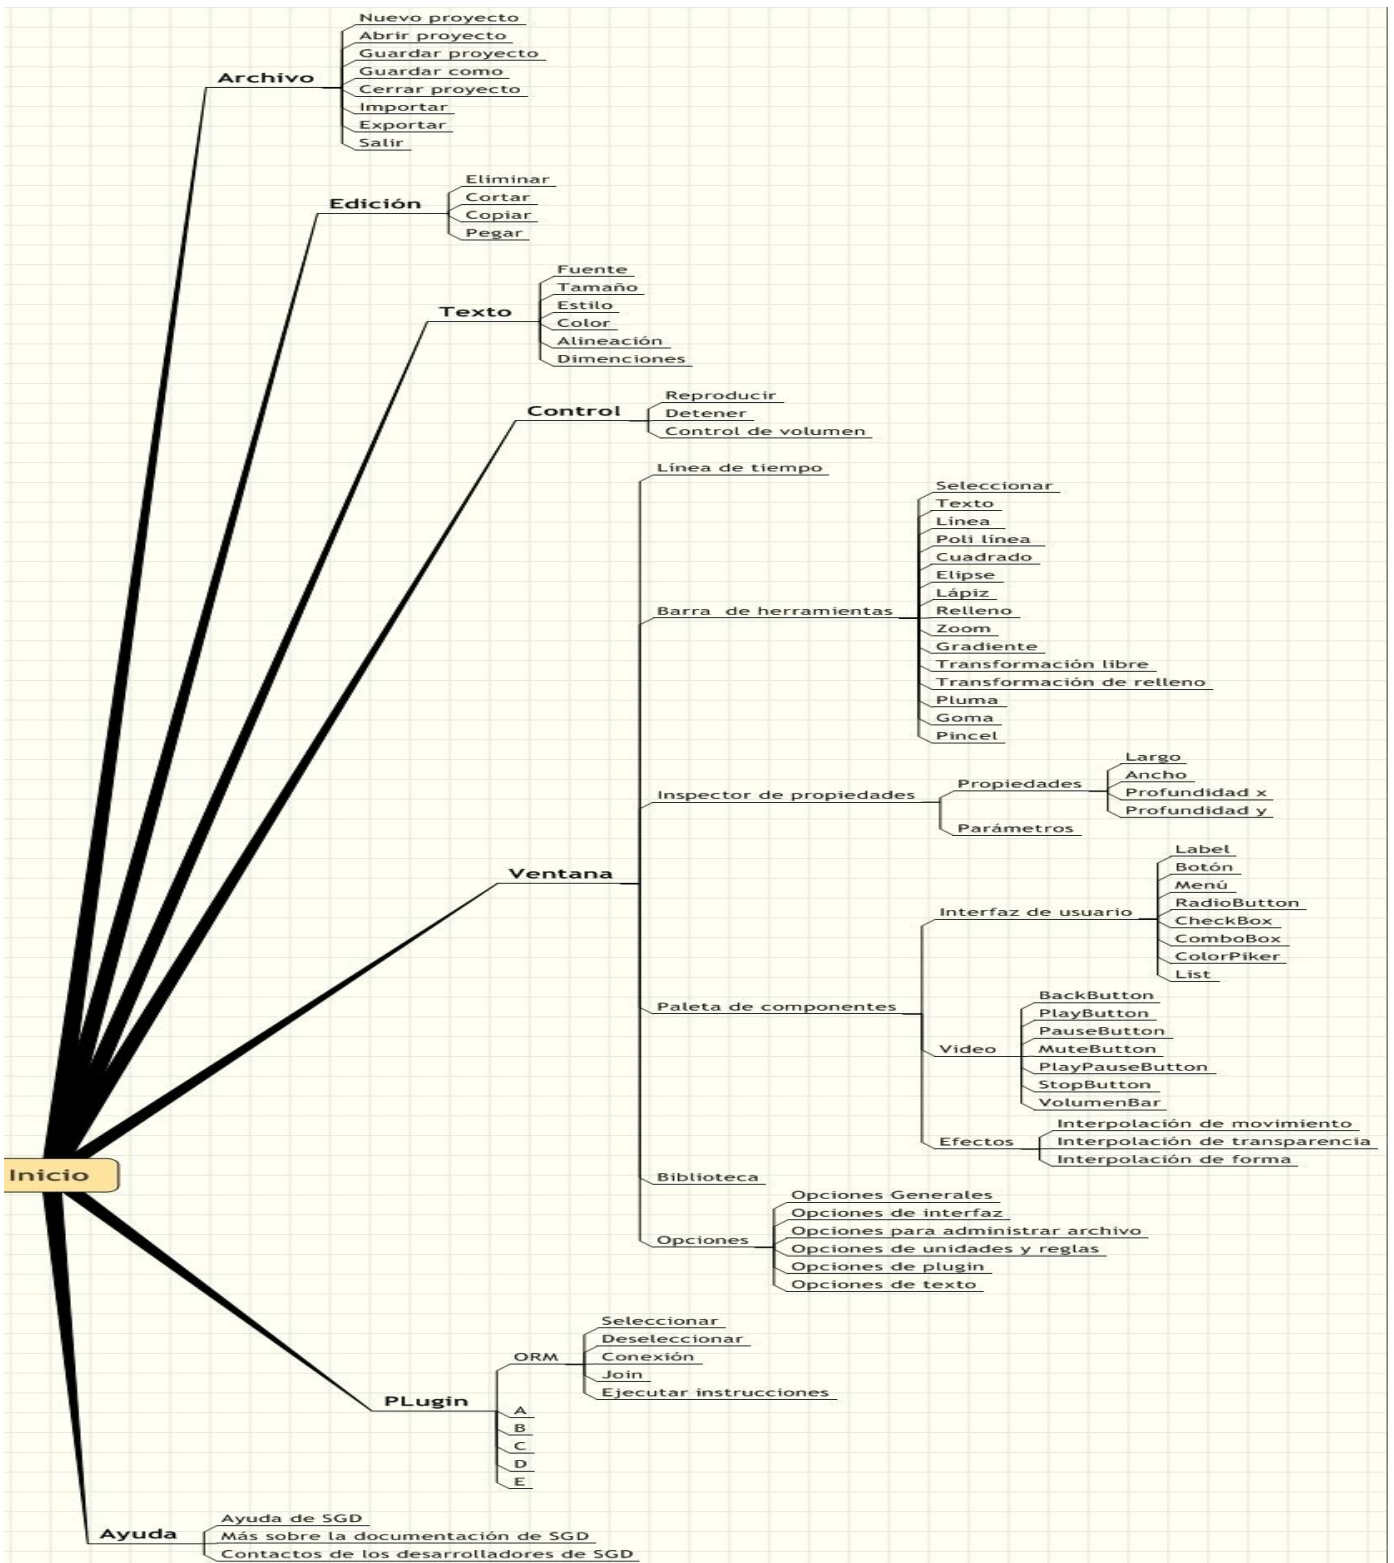 Nuevo proyecto
Abrir proyecto
Guardar proyecto
Guardar como
Archivo
Cerrar proyecto
Importar
Exportar
Salir
Eliminar
Edición
Cortar
Copiar
Pegar
Fuente
Tamaño
Texto
Estilo
Color
Alineación
Dimenciones
Reproducir
Control
Detener
Control de volumen
Línea de tiempo
Seleccionar
Texto
Línea
Poli línea
Cuadrado
Elipse
Lápiz
Barra de herramientas
Relleno
Zoom
Gradiente
Transformación libre
Transformación de relleno
Pluma
Goma
Pincel
Inspector de propiedades
Propiedades
Largo
Ancho
Profundidad x
Profundidad y
Parámetros
Ventana
Label
Botón
Menú
Interfaz de usuario
RadioButton
CheckBox
ComboBox
ColorPiker
List
Paleta de componentes
BackButton
PlayButton
PauseButton
Video
MuteButton
PlayPauseButton
StopButton
VolumenBar
Efectos
Interpolación de movimiento
Interpolación de transparencia
Interpolación de forma
Inicio
Biblioteca
Opciones
Opciones Generales
Opciones de interfaz
Opciones para administrar archivo
Opciones de unidades y reglas
Opciones de plugin
Opciones de texto
PLugin
ORM
Seleccionar
Deseleccionar
Conexión
Join
Ejecutar instrucciones
A
B
C
D
E
Ayuda
Ayuda de SGD
Más sobre la documentación de SGD
Contactos de los desarrolladores de SGD